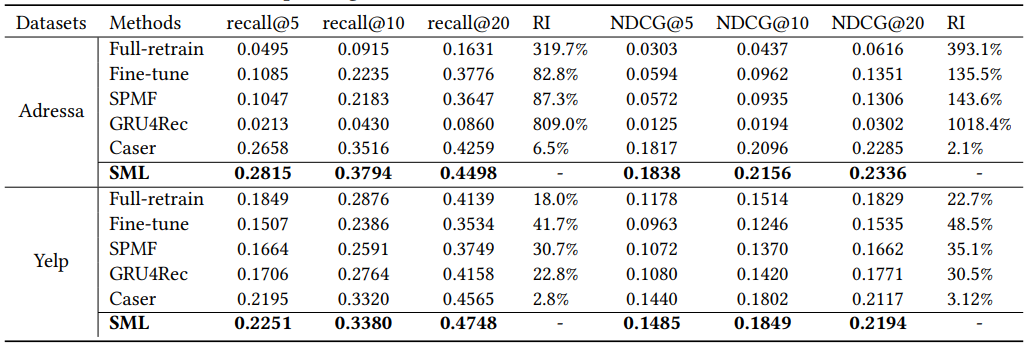 Datasets Methods recall@5 recall@10 recall@20 RI NDCG@5 NDCG@10 NDCG@20 RI
Full-retrain 0.0495 0.0915 0.1631 319.7% 0.0303 0.0437 0.0616 393.1%
Fine-tune 0.1085 0.2235 0.3776 82.8% 0.0594 0.0962 0.1351 135.5%
SPMF 0.1047 0.2183 0.3647 87.3% 0.0572 0.0935 0.1306 143.6%
Adressa
GRU4Rec 0.0213 0.0430 0.0860 809.0% 0.0125 0.0194 0.0302 1018.4%
Caser 0.2658 0.3516 0.4259 6.5% 0.1817 0.2096 0.2285 2.1%
SML 0.2815 0.3794 0.4498 - 0.1838 0.2156 0.2336 -
Full-retrain 0.1849 0.2876 0.4139 18.0% 0.1178 0.1514 0.1829 22.7%
Fine-tune 0.1507 0.2386 0.3534 41.7% 0.0963 0.1246 0.1535 48.5%
SPMF 0.1664 0.2591 0.3749 30.7% 0.1072 0.1370 0.1662 35.1%
Yelp
GRU4Rec 0.1706 0.2764 0.4158 22.8% 0.1080 0.1420 0.1771 30.5%
Caser 0.2195 0.3320 0.4565 2.8% 0.1440 0.1802 0.2117 3.12%
SML 0.2251 0.3380 0.4748 - 0.1485 0.1849 0.2194 -